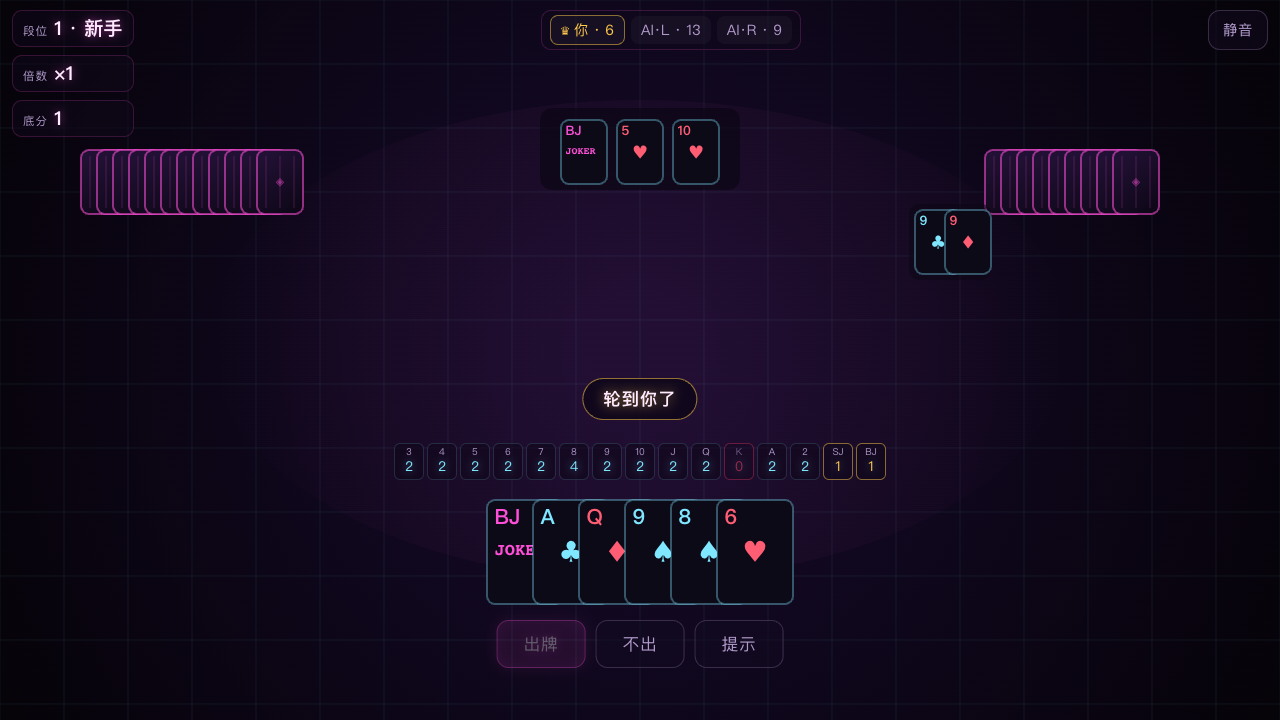 段位 1 · 新手
倍数 ×1
底分 1
♛ 你 · 6
AI·L · 13
AI·R · 9
静音
BJ
JOKER
5
10
9
9
轮到你了
3 4 5 6 7 8 9 10 J Q K A 2 SJ BJ
2 2 2 2 2 4 2 2 2 2 0 2 2 1 1
BJ A Q 9 8 6
JOKE
出牌
不出
提示